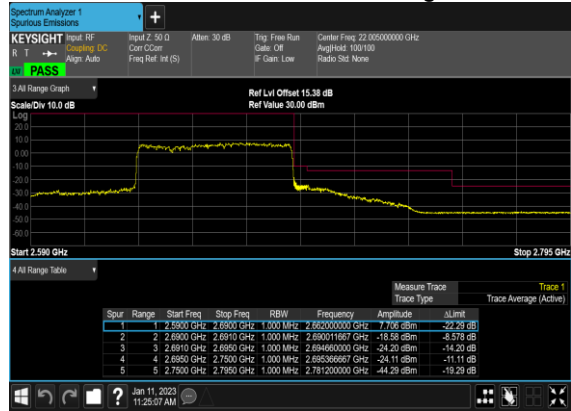 Spectrum Analyzer 1
Spurious Emissions
KEYSIGHT Input: RF Input Z: 50 Ω Atten: 30 dB Trig: Free Run Center Freq: 22.005000000 GHz
R T Coupling: DC Corr CCorr Gate: Off Avg|Hold: 100/100
Align: Auto Freq Ref: Int (S) IF Gain: Low Radio Std: None
PASS
3 All Range Graph
Ref Lvl Offset 15.38 dB
Scale/Div 10.0 dB Ref Value 30.00 dBm
Log
20.0
10.0
0.00
-10.0
-20.0
-30.0
-40.0
-50.0
-60.0
Start 2.590 GHz Stop 2.795 GHz
4 All Range Table
Measure Trace Trace 1
Trace Type Trace Average (Active)
Spur Range Start Freq Stop Freq RBW Frequency Amplitude ΔLimit
1 1 2.5900 GHz 2.6900 GHz 1.000 MHz 2.662000000 GHz 7.706 dBm -22.29 dB
2 2 2.6900 GHz 2.6910 GHz 1.000 MHz 2.690011667 GHz -18.58 dBm -8.578 dB
3 3 2.6910 GHz 2.6950 GHz 1.000 MHz 2.694660000 GHz -24.20 dBm -14.20 dB
4 4 2.6950 GHz 2.7500 GHz 1.000 MHz 2.695366667 GHz -24.11 dBm -11.11 dB
5 5 2.7500 GHz 2.7950 GHz 1.000 MHz 2.781200000 GHz -44.29 dBm -19.29 dB
? Jan 11, 2023
11:25:07 AM